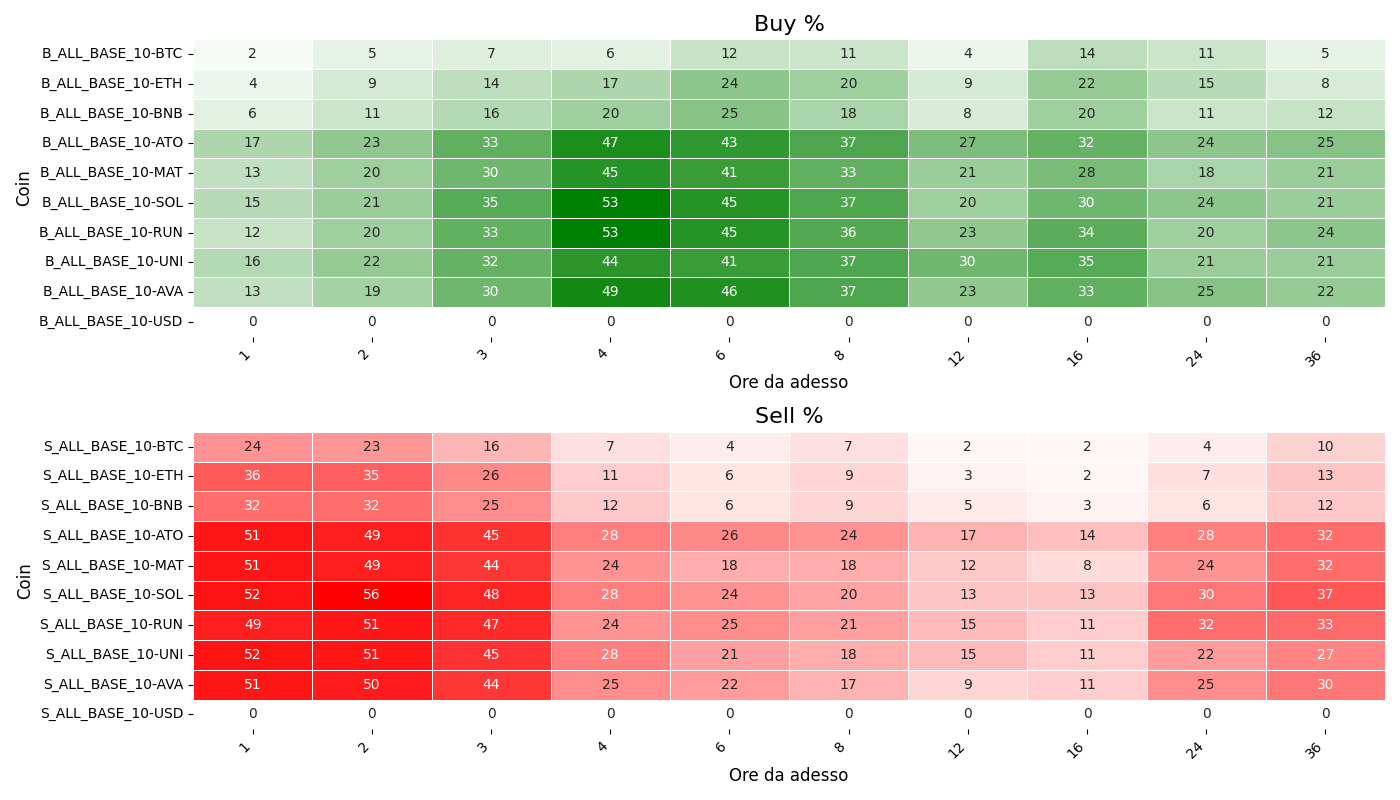 Buy %
Coin
B_ALL_BASE_10-BTC 2 5 7 6 12 11 4 14 11 5
B_ALL_BASE_10-ETH 4 9 14 17 24 20 9 22 15 8
B_ALL_BASE_10-BNB 6 11 16 20 25 18 8 20 11 12
B_ALL_BASE_10-ATO 17 23 33 47 43 37 27 32 24 25
B_ALL_BASE_10-MAT 13 20 30 45 41 33 21 28 18 21
B_ALL_BASE_10-SOL 15 21 35 53 45 37 20 30 24 21
B_ALL_BASE_10-RUN 12 20 33 53 45 36 23 34 20 24
B_ALL_BASE_10-UNI 16 22 32 44 41 37 30 35 21 21
B_ALL_BASE_10-AVA 13 19 30 49 46 37 23 33 25 22
B_ALL_BASE_10-USD 0 0 0 0 0 0 0 0 0 0
1 2 3 4 6 8 12 16 24 36
Ore da adesso
Sell %
Coin
S_ALL_BASE_10-BTC 24 23 16 7 4 7 2 2 4 10
S_ALL_BASE_10-ETH 36 35 26 11 6 9 3 2 7 13
S_ALL_BASE_10-BNB 32 32 25 12 6 9 5 3 6 12
S_ALL_BASE_10-ATO 51 49 45 28 26 24 17 14 28 32
S_ALL_BASE_10-MAT 51 49 44 24 18 18 12 8 24 32
S_ALL_BASE_10-SOL 52 56 48 28 24 20 13 13 30 37
S_ALL_BASE_10-RUN 49 51 47 24 25 21 15 11 32 33
S_ALL_BASE_10-UNI 52 51 45 28 21 18 15 11 22 27
S_ALL_BASE_10-AVA 51 50 44 25 22 17 9 11 25 30
S_ALL_BASE_10-USD 0 0 0 0 0 0 0 0 0 0
1 2 3 4 6 8 12 16 24 36
Ore da adesso